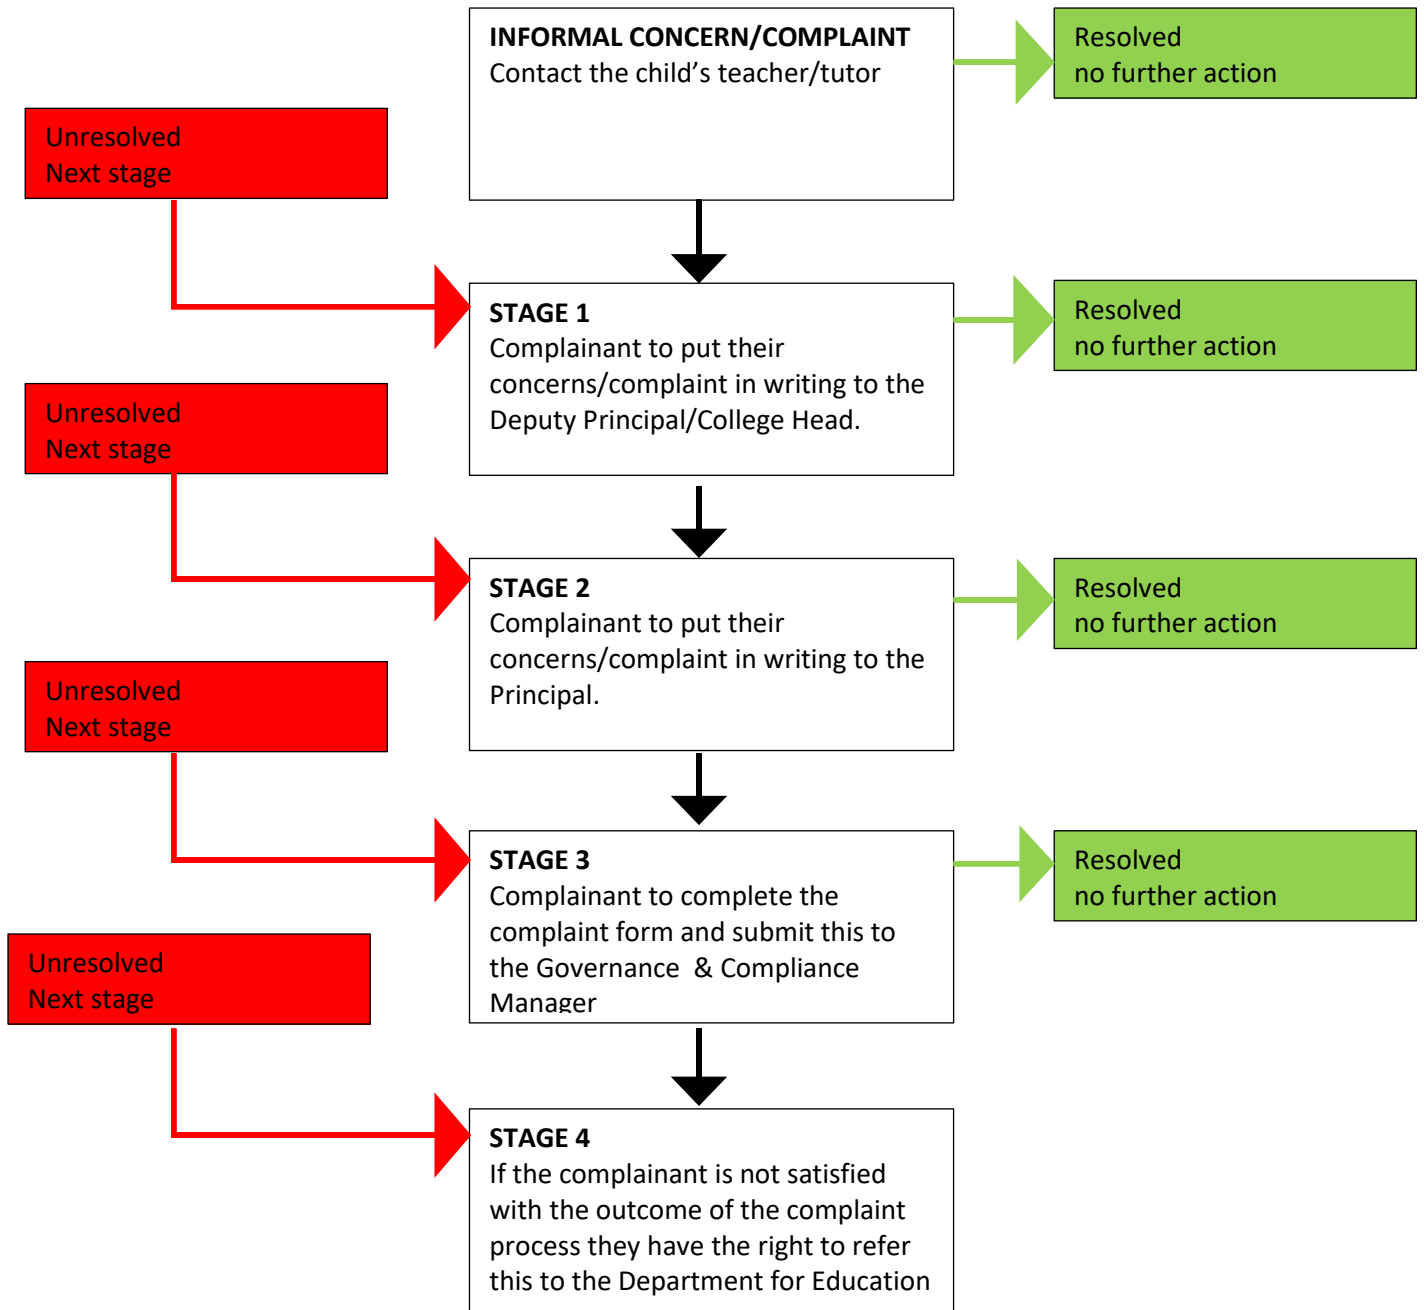 INFORMAL CONCERN/COMPLAINT
Contact the child's teacher/tutor
Resolved
no further action
Unresolved
Next stage
STAGE 1
Complainant to put their
concerns/complaint in writing to the
Deputy Principal/College Head.
Resolved
no further action
Unresolved
Next stage
STAGE 2
Complainant to put their
concerns/complaint in writing to the
Principal.
Resolved
no further action
Unresolved
Next stage
STAGE 3
Complainant to complete the
complaint form and submit this to
the Governance  & Compliance
Manager
Resolved
no further action
Unresolved
Next stage
STAGE 4
If the complainant is not satisfied
with the outcome of the complaint
process they have the right to refer
this to the Department for Education